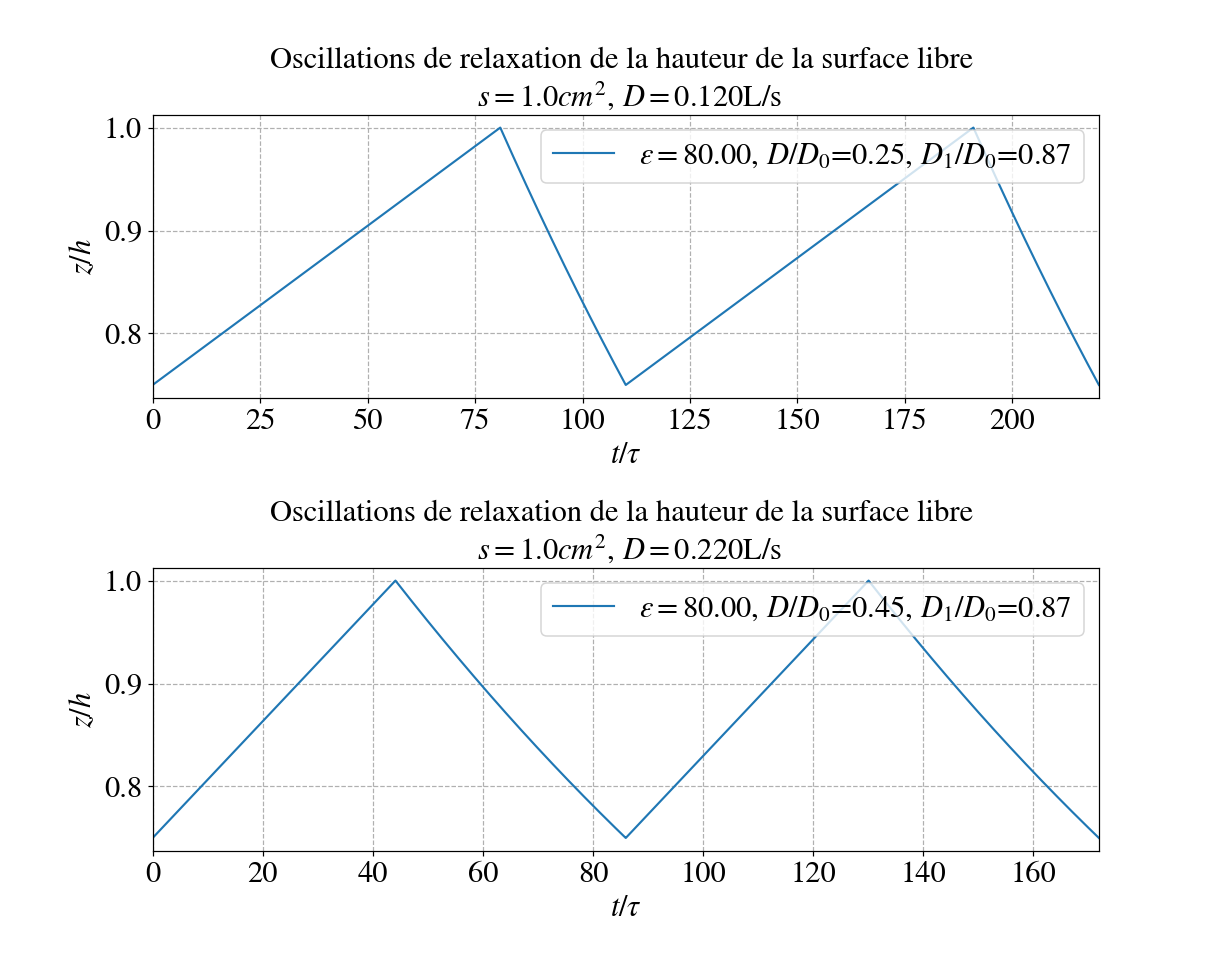 Oscillations de relaxation de la hauteur de la surface libre
s = 1.0cm², D = 0.120L/s
1.0
0.9
0.8
z/h
ε = 80.00, D/D₀=0.25, D₁/D₀=0.87
0 25 50 75 100 125 150 175 200
t/τ
Oscillations de relaxation de la hauteur de la surface libre
s = 1.0cm², D = 0.220L/s
1.0
0.9
0.8
z/h
ε = 80.00, D/D₀=0.45, D₁/D₀=0.87
0 20 40 60 80 100 120 140 160
t/τ